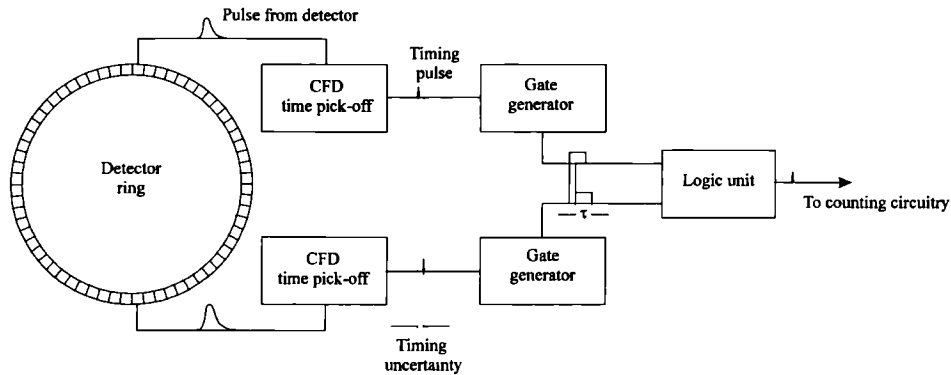 Pulse from detector
CFD
time pick-off
Timing
pulse
Gate
generator
Detector
ring
Logic unit
To counting circuitry
τ
CFD
time pick-off
Gate
generator
Timing
uncertainty